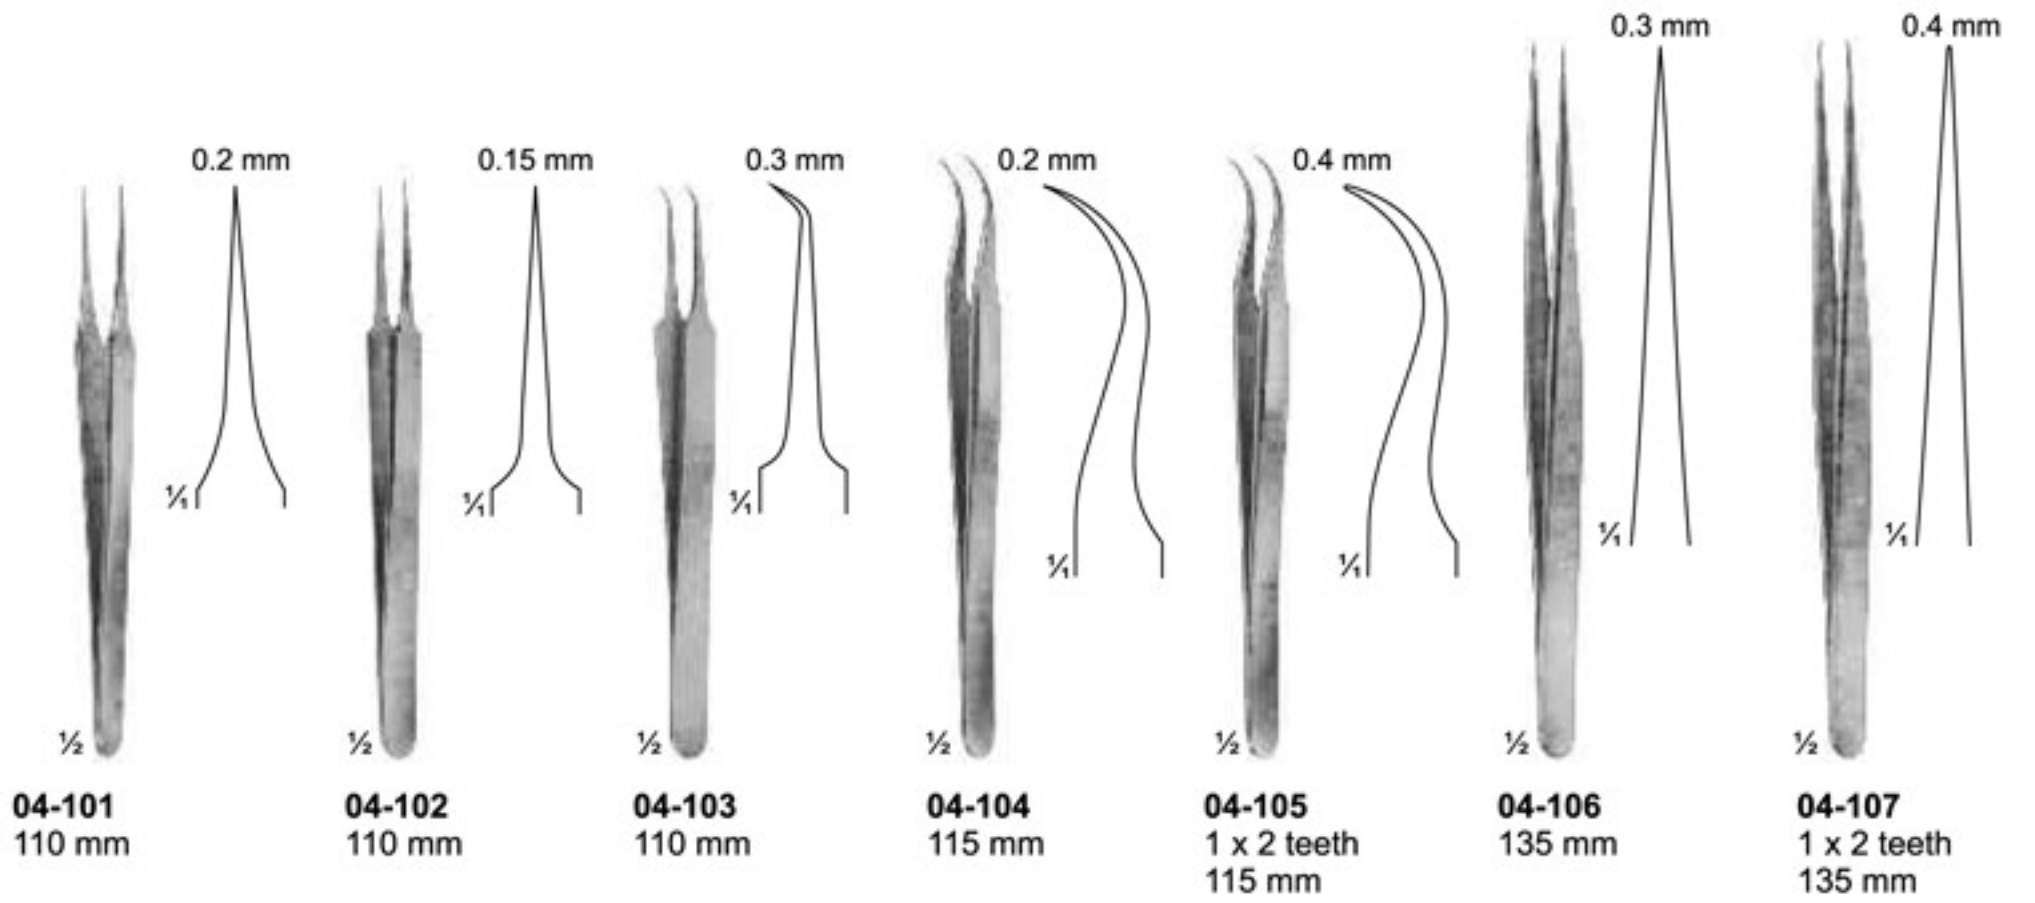 0.3 mm
0.4 mm
0.2 mm
0.15 mm
0.3 mm
0.2 mm
0.4 mm
¹⁄₁
¹⁄₁
¹⁄₁
¹⁄₁
¹⁄₁
¹⁄₁
¹⁄₁
½
½
½
½
½
½
½
04-101
110 mm
04-102
110 mm
04-103
110 mm
04-104
115 mm
04-105
1 x 2 teeth
115 mm
04-106
135 mm
04-107
1 x 2 teeth
135 mm